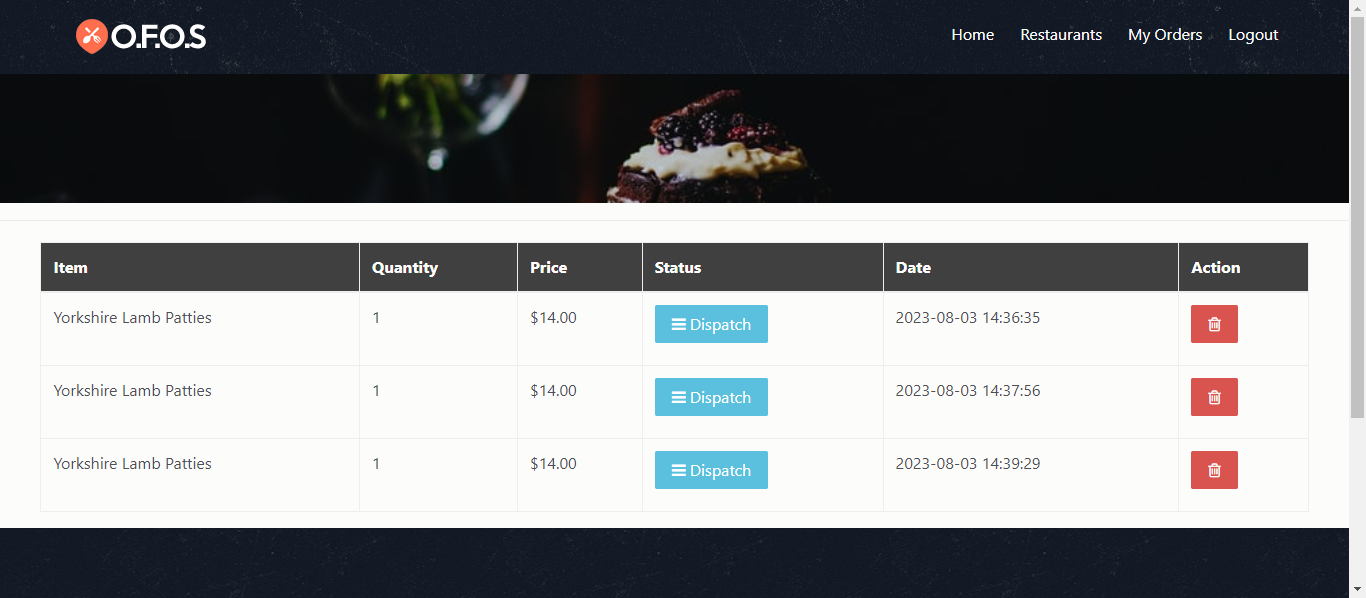 O.F.O.S Home Restaurants My Orders Logout
Item Quantity Price Status Date Action
Yorkshire Lamb Patties 1 $14.00 Dispatch 2023-08-03 14:36:35
Yorkshire Lamb Patties 1 $14.00 Dispatch 2023-08-03 14:37:56
Yorkshire Lamb Patties 1 $14.00 Dispatch 2023-08-03 14:39:29